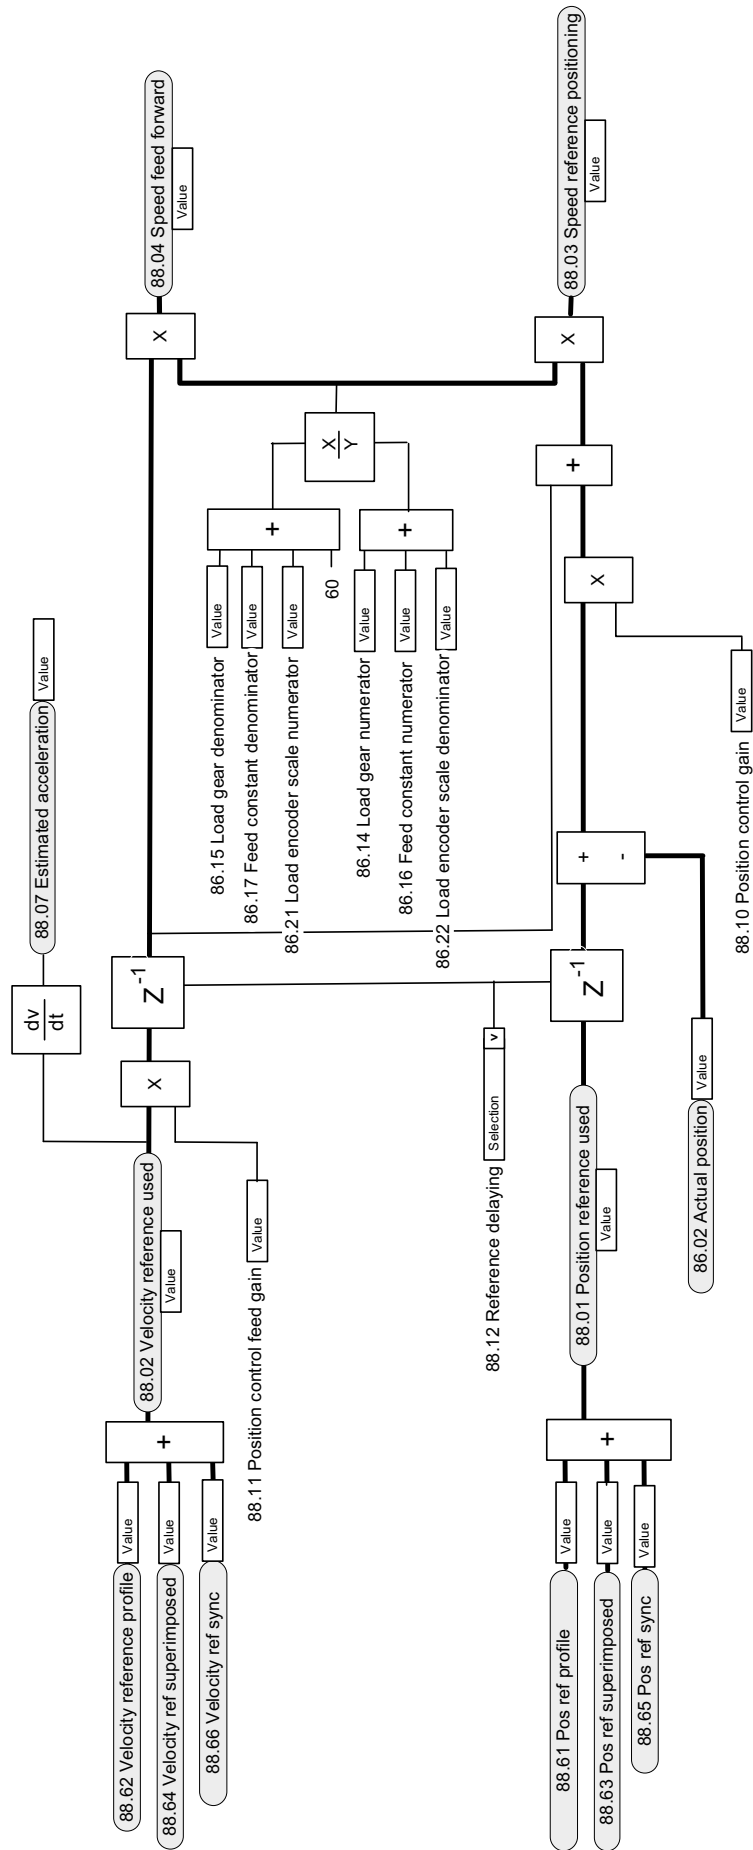 88.62 Velocity reference profile
Value
88.64 Velocity ref superimposed
Value
88.66 Velocity ref sync
Value
+
88.02 Velocity reference used
Value
88.11 Position control feed gain
Value
X
dv
dt
88.07 Estimated acceleration
Value
Z-1
X
88.04 Speed feed forward
Value
86.15 Load gear denominator
Value
86.17 Feed constant denominator
Value
86.21 Load encoder scale numerator
Value
60
+
X
Y
86.14 Load gear numerator
Value
86.16 Feed constant numerator
Value
86.22 Load encoder scale denominator
Value
+
88.12 Reference delaying
Selection
v
88.61 Pos ref profile
Value
88.63 Pos ref superimposed
Value
88.65 Pos ref sync
Value
+
88.01 Position reference used
Value
Z-1
+
-
86.02 Actual position
Value
X
88.10 Position control gain
Value
+
X
88.03 Speed reference positioning
Value